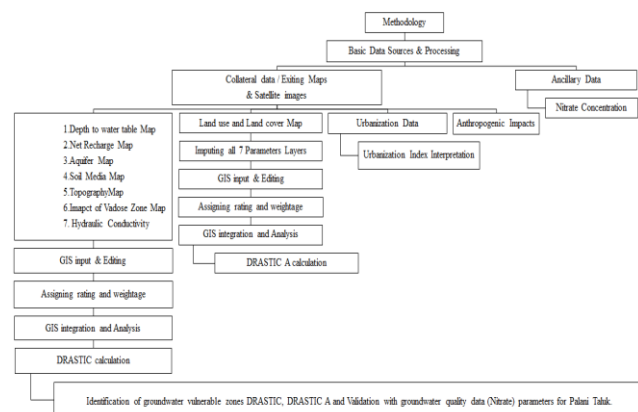 Methodology
Basic Data Sources & Processing
Collateral data / Exiting Maps
& Satellite images
Ancillary Data
Nitrate Concentration
1.Depth to water table Map
2.Net Recharge Map
3.Aquifer Map
4.Soil Media Map
5.TopographyMap
6.Imapct of Vadose Zone Map
7. Hydraulic Conductivity
GIS input & Editing
Assigning rating and weightage
GIS integration and Analysis
DRASTIC calculation
Land use and Land cover Map
Imputing all 7 Parameters Layers
GIS input & Editing
Assigning rating and weightage
GIS integration and Analysis
DRASTIC A calculation
Urbanization Data
Urbanization Index Interpretation
Anthropogenic Impacts
Identification of groundwater vulnerable zones DRASTIC, DRASTIC A and Validation with groundwater quality data (Nitrate) parameters for Palani Taluk.